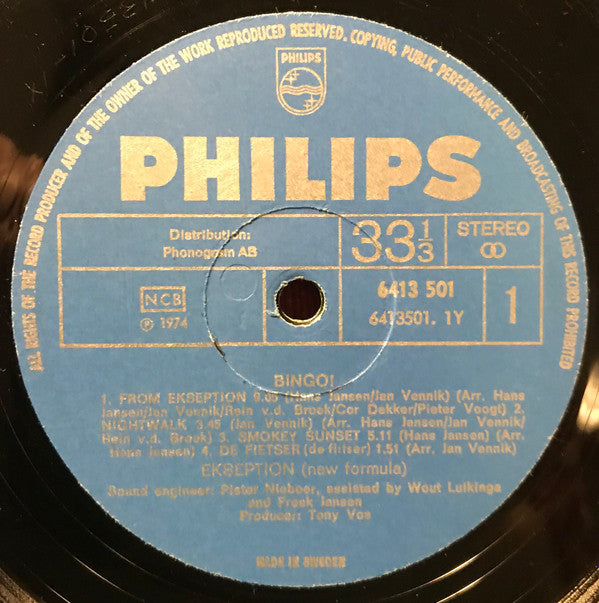 ALL RIGHTS OF THE RECORD PRODUCER AND OF THE OWNER OF THE WORK REPRODUCED RESERVED. COPYING, PUBLIC PERFORMANCE AND BROADCASTING OF THIS RECORD PROHIBITED
PHILIPS
PHILIPS
Distribution:
Phonogram AB
33⅓
STEREO
NCB
℗ 1974
6413 501
6413501. 1Y
1
BINGO!
1. FROM EKSEPTION (Hans Jansen/Jan Vennik) (Arr. Hans
Jansen/Jan Vennik/Rein v.d. Broek/Cor Dekker/Pieter Voogt) 2.
NIGHTWALK 3.45 (Jan Vennik) (Arr. Hans Jansen/Jan Vennik/
Rein v.d. Broek) 3. SMOKEY SUNSET 5.11 (Hans Jansen) (Arr.
Hans Jansen) 4. DE FIETSER (de fitser) 1.51 (Arr. Jan Vennik)
EKSEPTION (new formula)
Sound engineer: Pieter Nieboer, assisted by Wout Luikinga
and Freek Jansen
Producer: Tony Vos
MADE IN SWEDEN